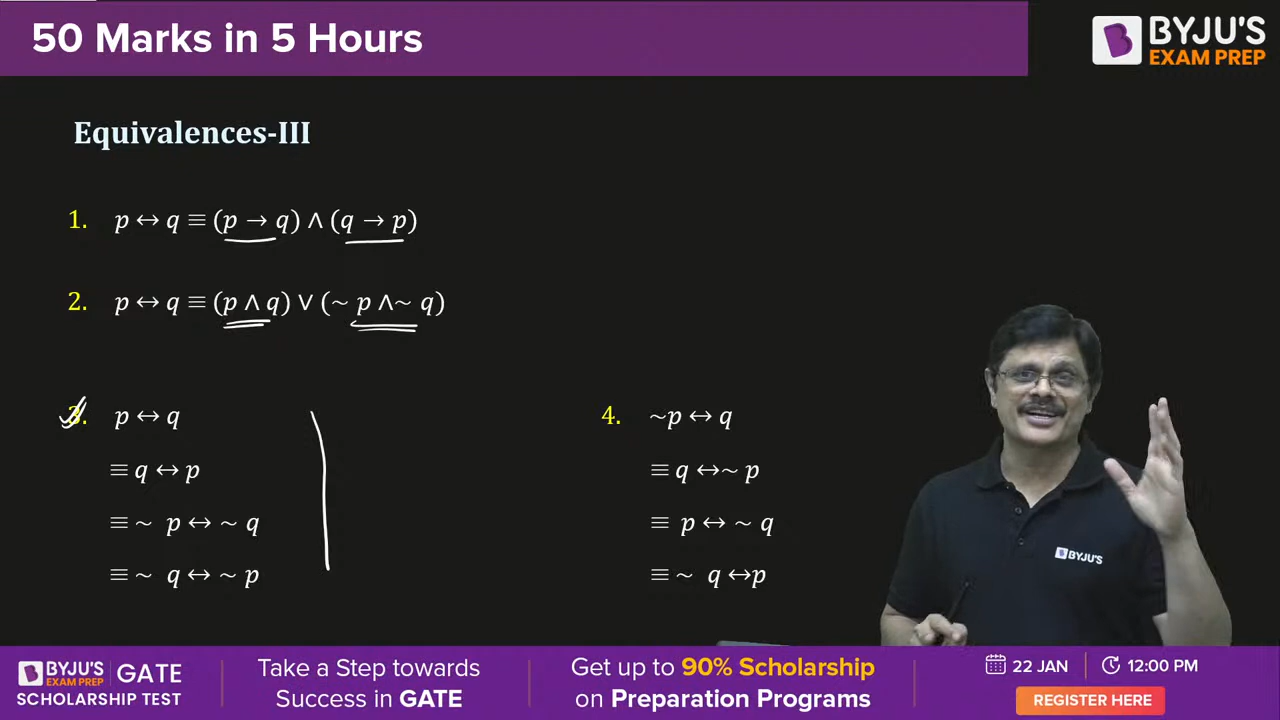 50 Marks in 5 Hours
BYJU'S
EXAM PREP
Equivalences-III
1. p ↔ q ≡ (p → q) ∧ (q → p)
2. p ↔ q ≡ (p ∧ q) ∨ (~ p ∧~ q)
3. p ↔ q
≡ q ↔ p
≡ ~ p ↔ ~ q
≡ ~ q ↔ ~ p
4. ~p ↔ q
≡ q ↔~ p
≡ p ↔ ~ q
≡ ~ q ↔p
BYJU'S
BYJU'S EXAM PREP GATE
SCHOLARSHIP TEST
Take a Step towards
Success in GATE
Get up to 90% Scholarship
on Preparation Programs
22 JAN 12:00 PM
REGISTER HERE